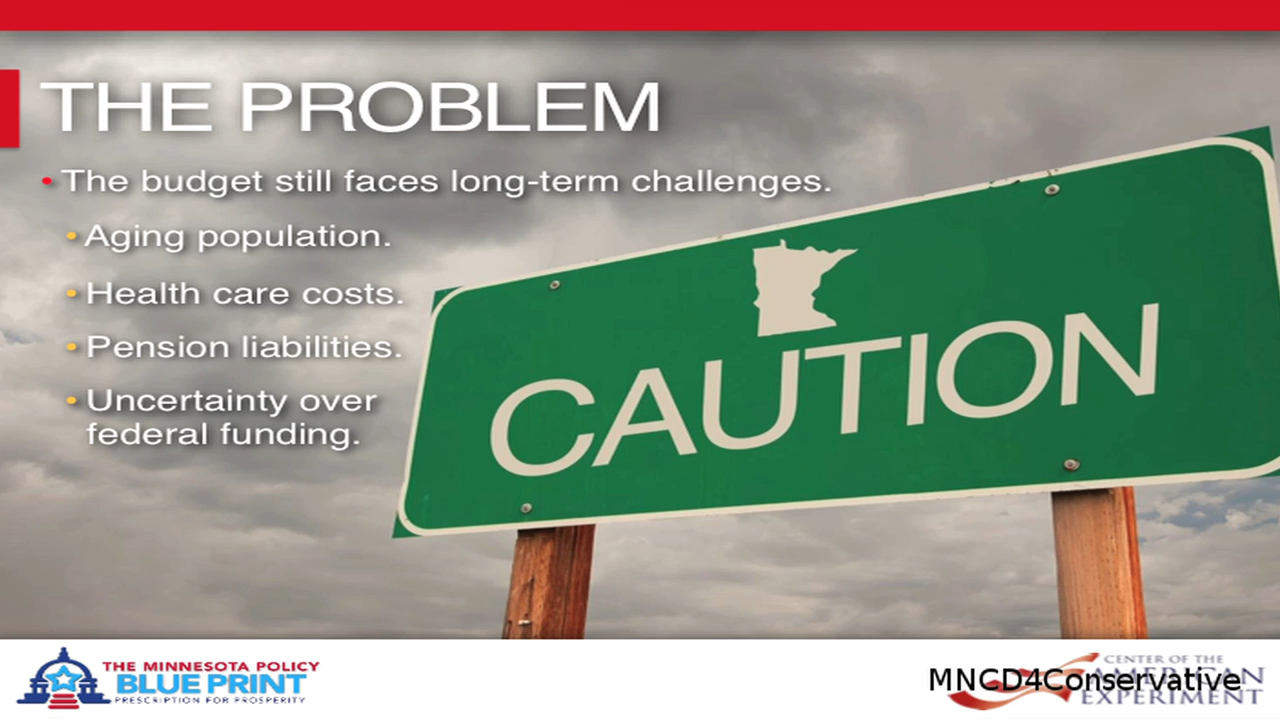 THE PROBLEM
• The budget still faces long-term challenges.
• Aging population.
• Health care costs.
• Pension liabilities.
• Uncertainty over
federal funding.
CAUTION
THE MINNESOTA POLICY
BLUE PRINT
PRESCRIPTION FOR PROSPERITY
MNCD4Conservative
CENTER OF THE
AMERICAN
EXPERIMENT